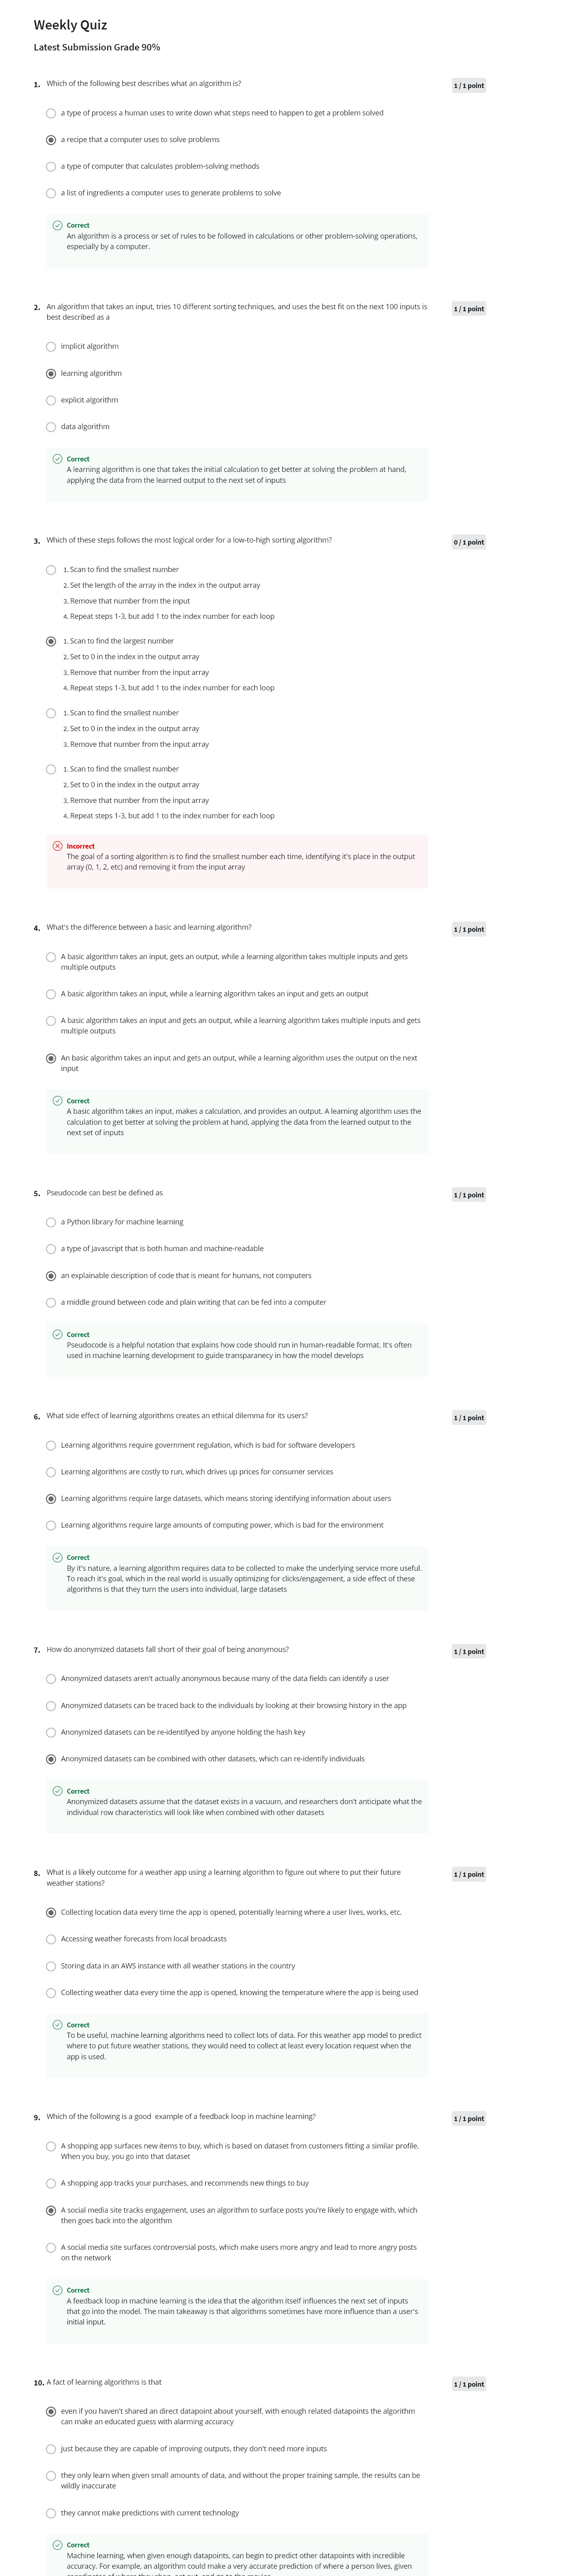 Weekly Quiz
Latest Submission Grade 90%
1. Which of the following best describes what an algorithm is?
1 / 1 point
a type of process a human uses to write down what steps need to happen to get a problem solved
a recipe that a computer uses to solve problems
a type of computer that calculates problem-solving methods
a list of ingredients a computer uses to generate problems to solve
Correct
An algorithm is a process or set of rules to be followed in calculations or other problem-solving operations,
especially by a computer.
2. An algorithm that takes an input, tries 10 different sorting techniques, and uses the best fit on the next 100 inputs is
best described as a
1 / 1 point
implicit algorithm
learning algorithm
explicit algorithm
data algorithm
Correct
A learning algorithm is one that takes the initial calculation to get better at solving the problem at hand,
applying the data from the learned output to the next set of inputs
3. Which of these steps follows the most logical order for a low-to-high sorting algorithm?
0 / 1 point
1. Scan to find the smallest number
2. Set the length of the array in the index in the output array
3. Remove that number from the input
4. Repeat steps 1-3, but add 1 to the index number for each loop
1. Scan to find the largest number
2. Set to 0 in the index in the output array
3. Remove that number from the input array
4. Repeat steps 1-3, but add 1 to the index number for each loop
1. Scan to find the smallest number
2. Set to 0 in the index in the output array
3. Remove that number from the input array
1. Scan to find the smallest number
2. Set to 0 in the index in the output array
3. Remove that number from the input array
4. Repeat steps 1-3, but add 1 to the index number for each loop
Incorrect
The goal of a sorting algorithm is to find the smallest number each time, identifying it's place in the output
array (0, 1, 2, etc) and removing it from the input array
4. What's the difference between a basic and learning algorithm?
1 / 1 point
A basic algorithm takes an input, gets an output, while a learning algorithm takes multiple inputs and gets
multiple outputs
A basic algorithm takes an input, while a learning algorithm takes an input and gets an output
A basic algorithm takes an input and gets an output, while a learning algorithm takes multiple inputs and gets
multiple outputs
An basic algorithm takes an input and gets an output, while a learning algorithm uses the output on the next
input
Correct
A basic algorithm takes an input, makes a calculation, and provides an output. A learning algorithm uses the
calculation to get better at solving the problem at hand, applying the data from the learned output to the
next set of inputs
5. Pseudocode can best be defined as
1 / 1 point
a Python library for machine learning
a type of Javascript that is both human and machine-readable
an explainable description of code that is meant for humans, not computers
a middle ground between code and plain writing that can be fed into a computer
Correct
Pseudocode is a helpful notation that explains how code should run in human-readable format. It's often
used in machine learning development to guide transparanecy in how the model develops
6. What side effect of learning algorithms creates an ethical dilemma for its users?
1 / 1 point
Learning algorithms require government regulation, which is bad for software developers
Learning algorithms are costly to run, which drives up prices for consumer services
Learning algorithms require large datasets, which means storing identifying information about users
Learning algorithms require large amounts of computing power, which is bad for the environment
Correct
By it's nature, a learning algorithm requires data to be collected to make the underlying service more useful.
To reach it's goal, which in the real world is usually optimizing for clicks/engagement, a side effect of these
algorithms is that they turn the users into individual, large datasets
7. How do anonymized datasets fall short of their goal of being anonymous?
1 / 1 point
Anonymized datasets aren't actually anonymous because many of the data fields can identify a user
Anonymized datasets can be traced back to the individuals by looking at their browsing history in the app
Anonymized datasets can be re-identifyed by anyone holding the hash key
Anonymized datasets can be combined with other datasets, which can re-identify individuals
Correct
Anonymized datasets assume that the dataset exists in a vacuum, and researchers don't anticipate what the
individual row characteristics will look like when combined with other datasets
8. What is a likely outcome for a weather app using a learning algorithm to figure out where to put their future
weather stations?
1 / 1 point
Collecting location data every time the app is opened, potentially learning where a user lives, works, etc.
Accessing weather forecasts from local broadcasts
Storing data in an AWS instance with all weather stations in the country
Collecting weather data every time the app is opened, knowing the temperature where the app is being used
Correct
To be useful, machine learning algorithms need to collect lots of data. For this weather app model to predict
where to put future weather stations, they would need to collect at least every location request when the
app is used.
9. Which of the following is a good example of a feedback loop in machine learning?
1 / 1 point
A shopping app surfaces new items to buy, which is based on dataset from customers fitting a similar profile.
When you buy, you go into that dataset
A shopping app tracks your purchases, and recommends new things to buy
A social media site tracks engagement, uses an algorithm to surface posts you're likely to engage with, which
then goes back into the algorithm
A social media site surfaces controversial posts, which make users more angry and lead to more angry posts
on the network
Correct
A feedback loop in machine learning is the idea that the algorithm itself influences the next set of inputs
that go into the model. The main takeaway is that algorithms sometimes have more influence than a user's
initial input.
10. A fact of learning algorithms is that
1 / 1 point
even if you haven't shared an direct datapoint about yourself, with enough related datapoints the algorithm
can make an educated guess with alarming accuracy
just because they are capable of improving outputs, they don't need more inputs
they only learn when given small amounts of data, and without the proper training sample, the results can be
wildly inaccurate
they cannot make predictions with current technology
Correct
Machine learning, when given enough datapoints, can begin to predict other datapoints with incredible
accuracy. For example, an algorithm could make a very accurate prediction of where a person lives, given